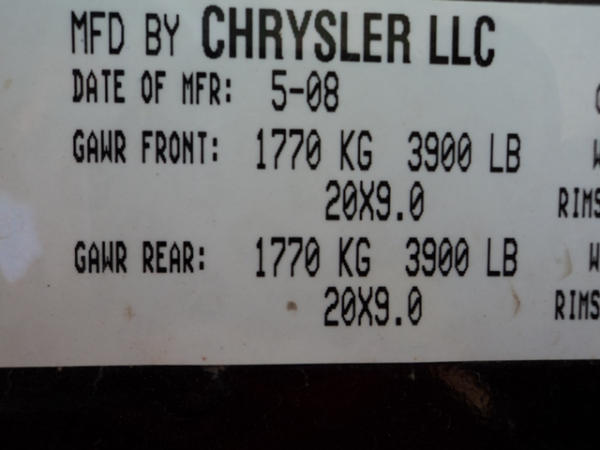 MFD BY CHRYSLER LLC
DATE OF MFR: 5-08
GAWR FRONT: 1770 KG 3900 LB
20X9.0 RIMS
GAWR REAR: 1770 KG 3900 LB
20X9.0 RIMS